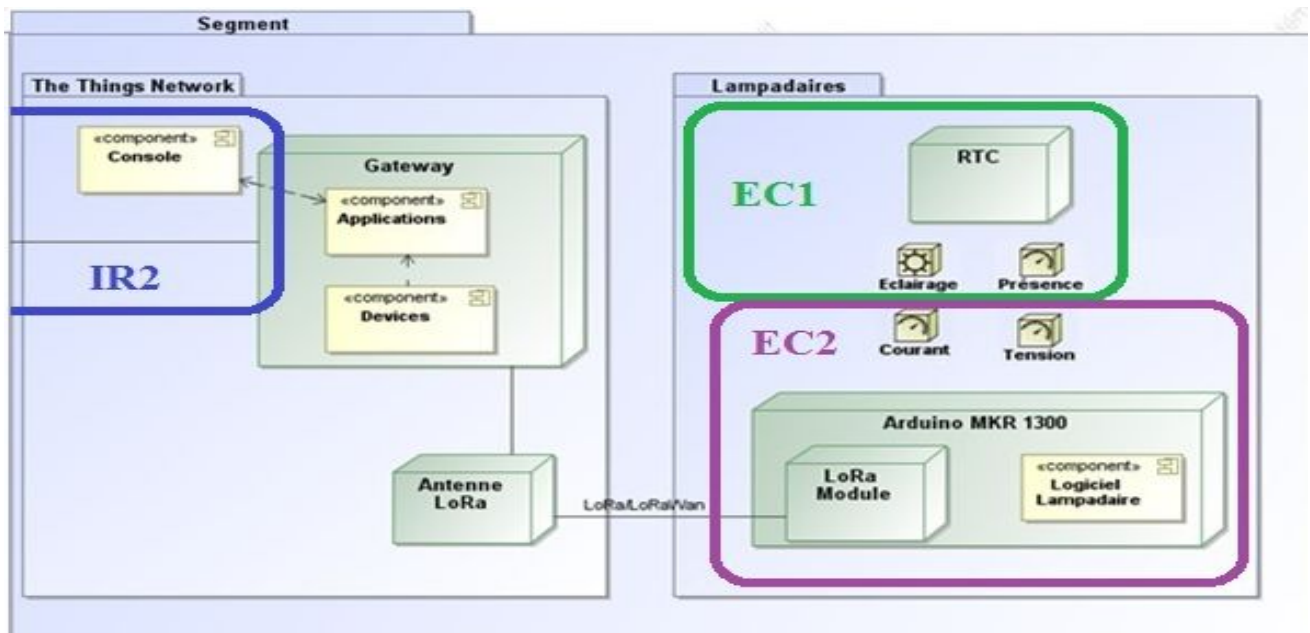 Segment
The Things Network
«component»
Console
Gateway
«component»
Applications
«component»
Devices
IR2
Antenne
LoRa
LoRa/LoRaWan
Lampadaires
RTC
EC1
Eclairage
Présence
EC2
Courant
Tension
Arduino MKR 1300
LoRa
Module
«component»
Logiciel
Lampadaire